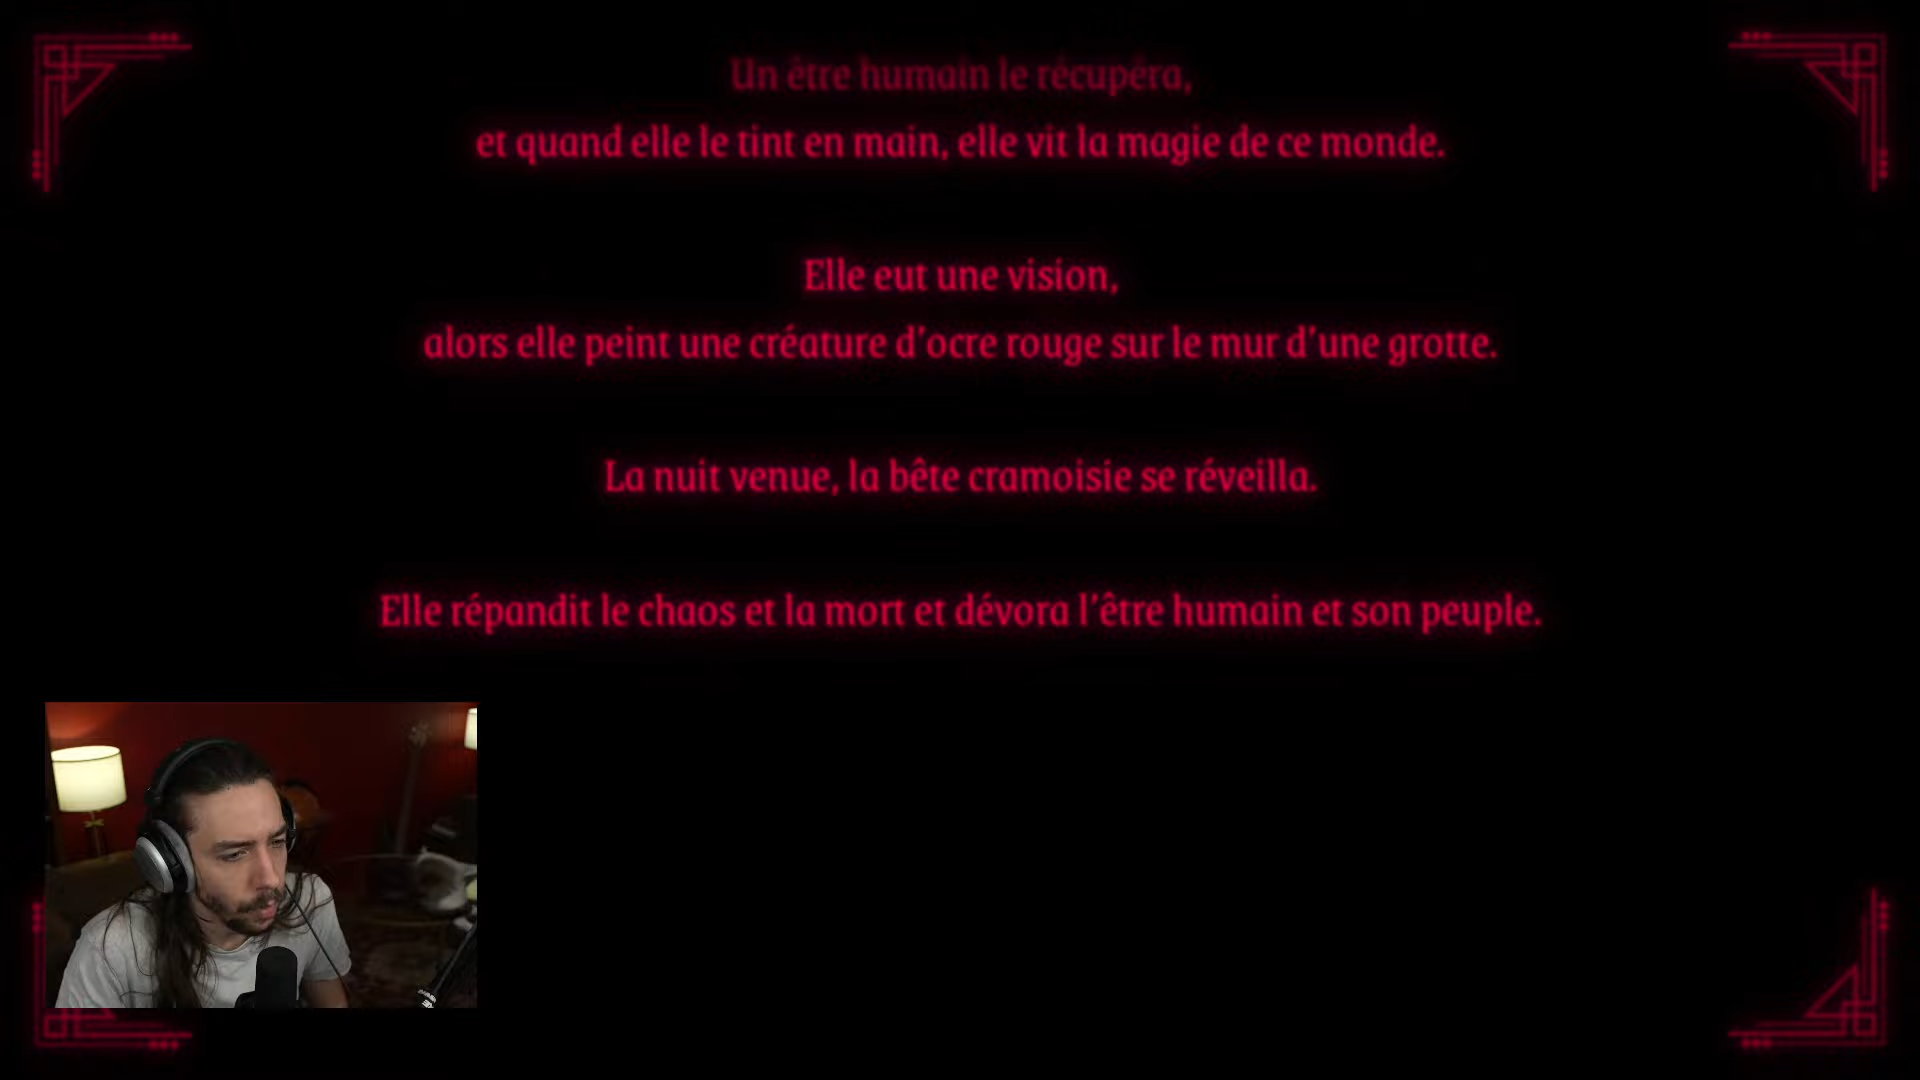 Un être humain le récupéra,
et quand elle le tint en main, elle vit la magie de ce monde.
Elle eut une vision,
alors elle peint une créature d’ocre rouge sur le mur d’une grotte.
La nuit venue, la bête cramoisie se réveilla.
Elle répandit le chaos et la mort et dévora l’être humain et son peuple.